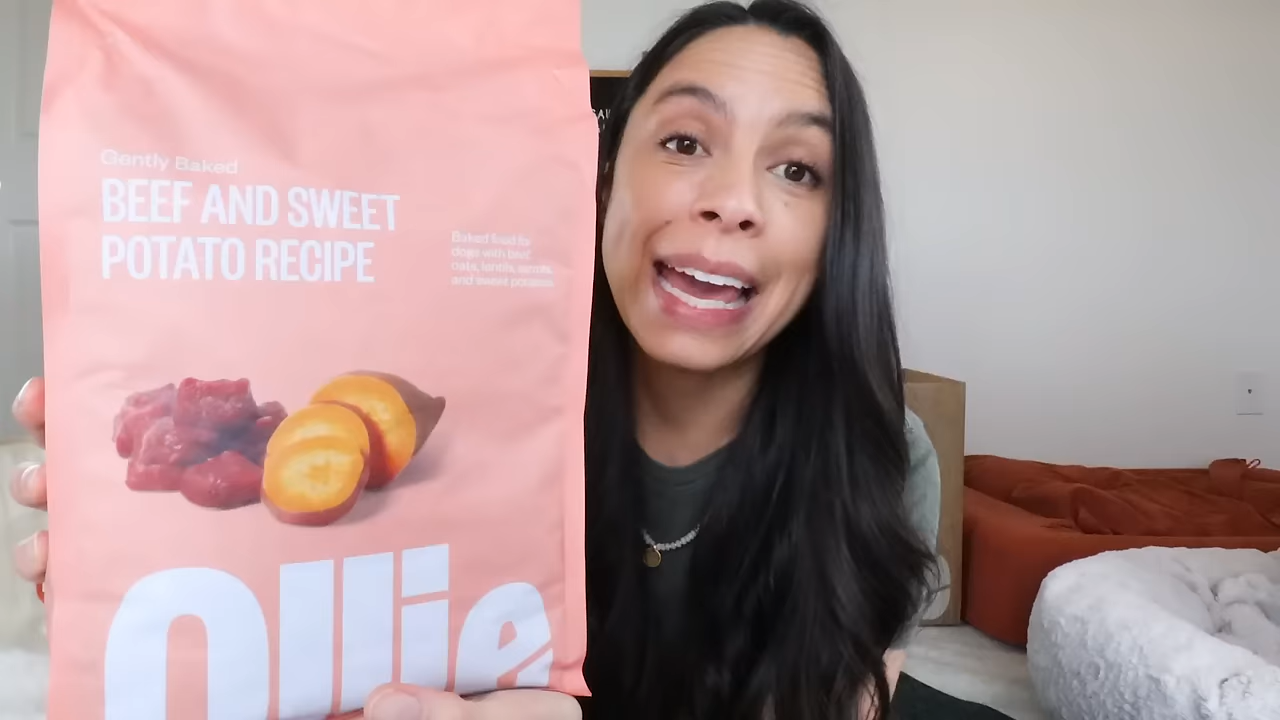 Gently Baked
BEEF AND SWEET
POTATO RECIPE
Baked food for
dogs with beef,
oats, lentils, carrots,
and sweet potatoes
Ollie